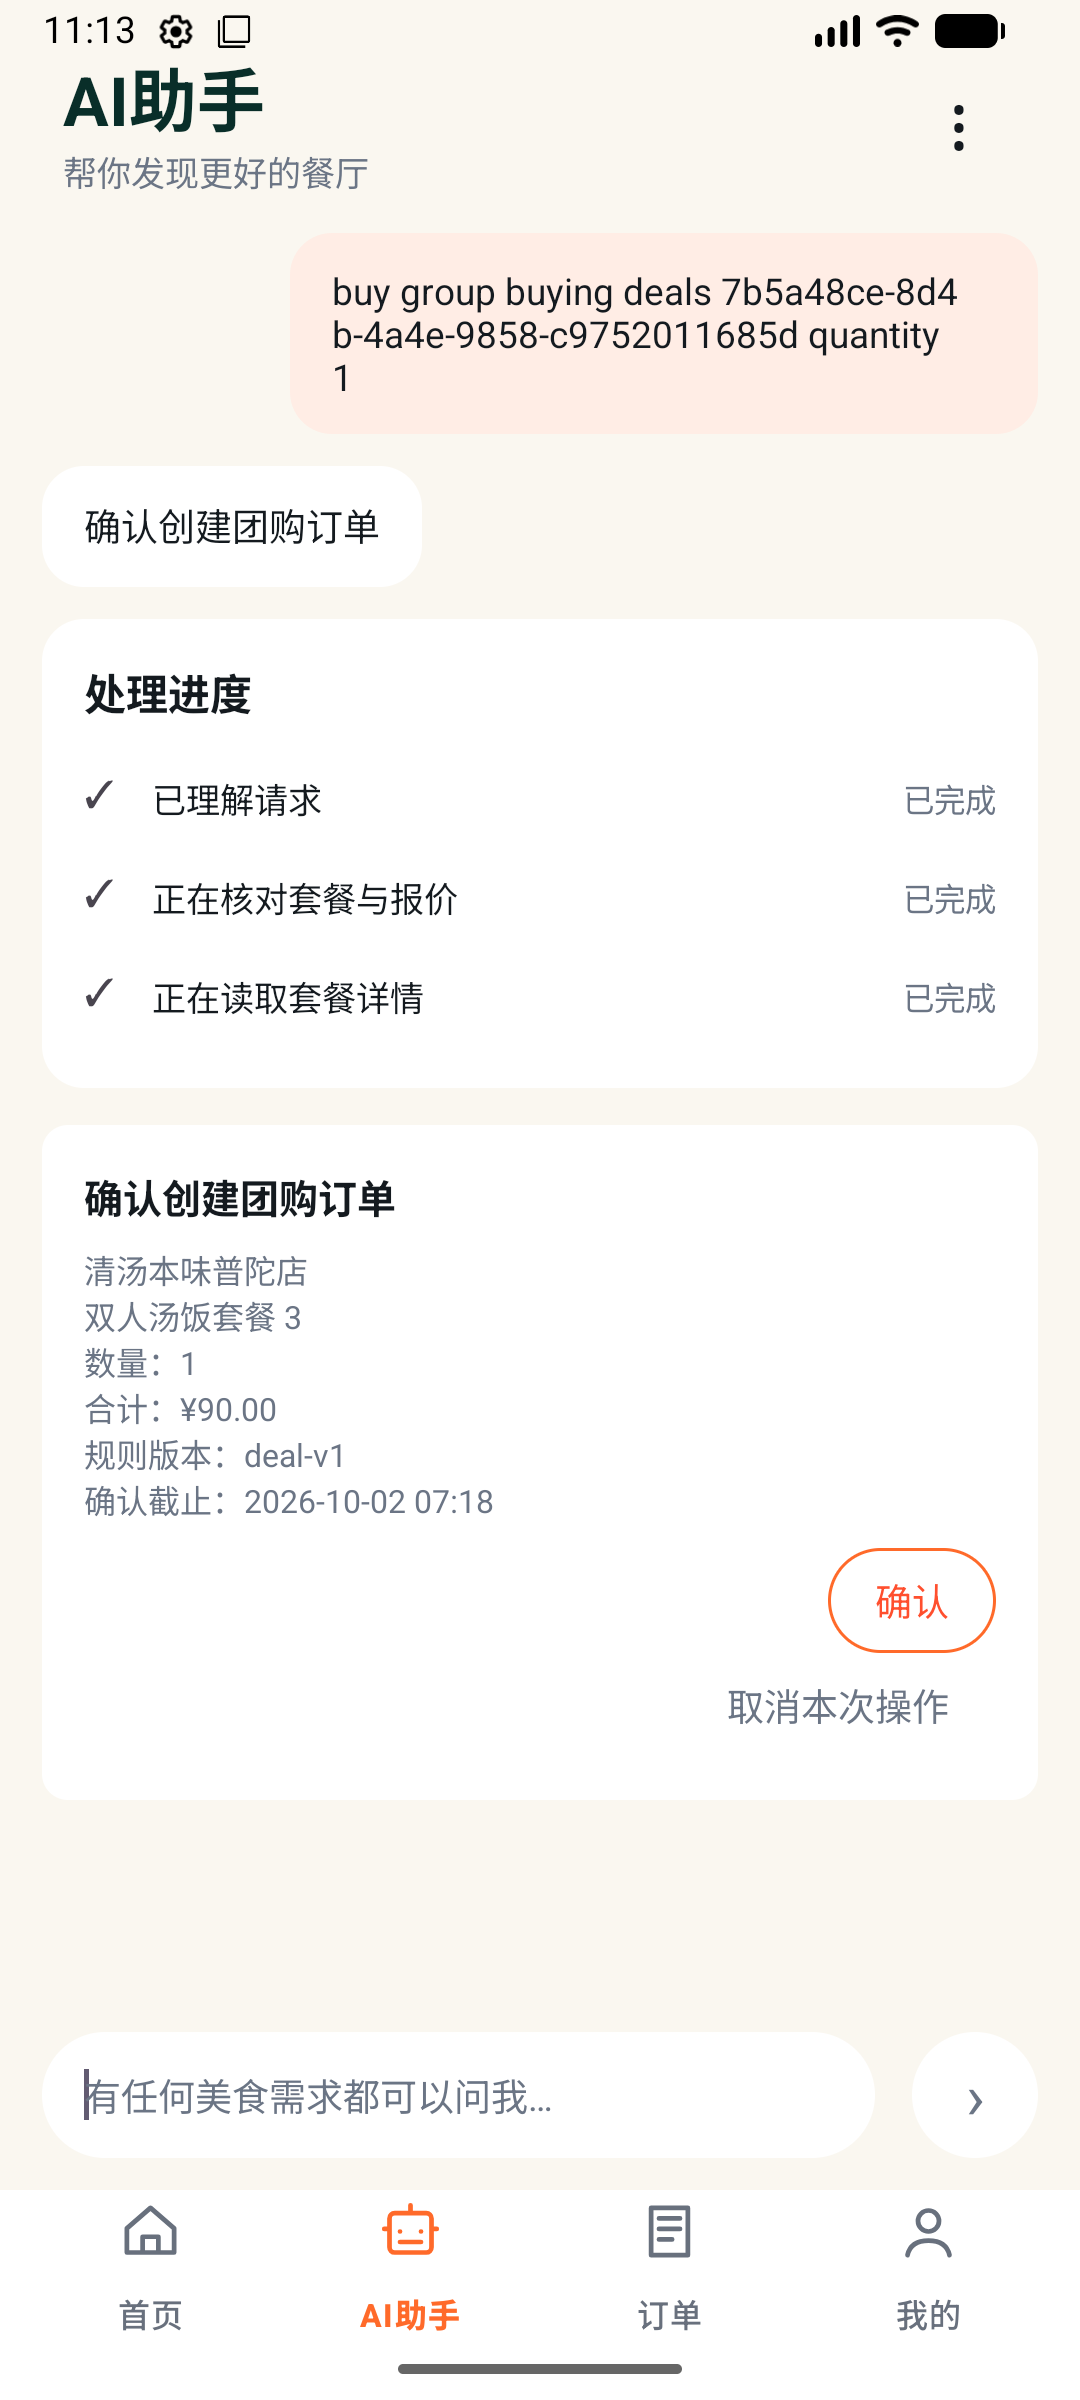 11:13
AI助手
帮你发现更好的餐厅
buy group buying deals 7b5a48ce-8d4
b-4a4e-9858-c9752011685d quantity
1
确认创建团购订单
处理进度
✓ 已理解请求 已完成
✓ 正在核对套餐与报价 已完成
✓ 正在读取套餐详情 已完成
确认创建团购订单
清汤本味普陀店
双人汤饭套餐 3
数量：1
合计：¥90.00
规则版本：deal-v1
确认截止：2026-10-02 07:18
确认
取消本次操作
有任何美食需求都可以问我...
首页 AI助手 订单 我的